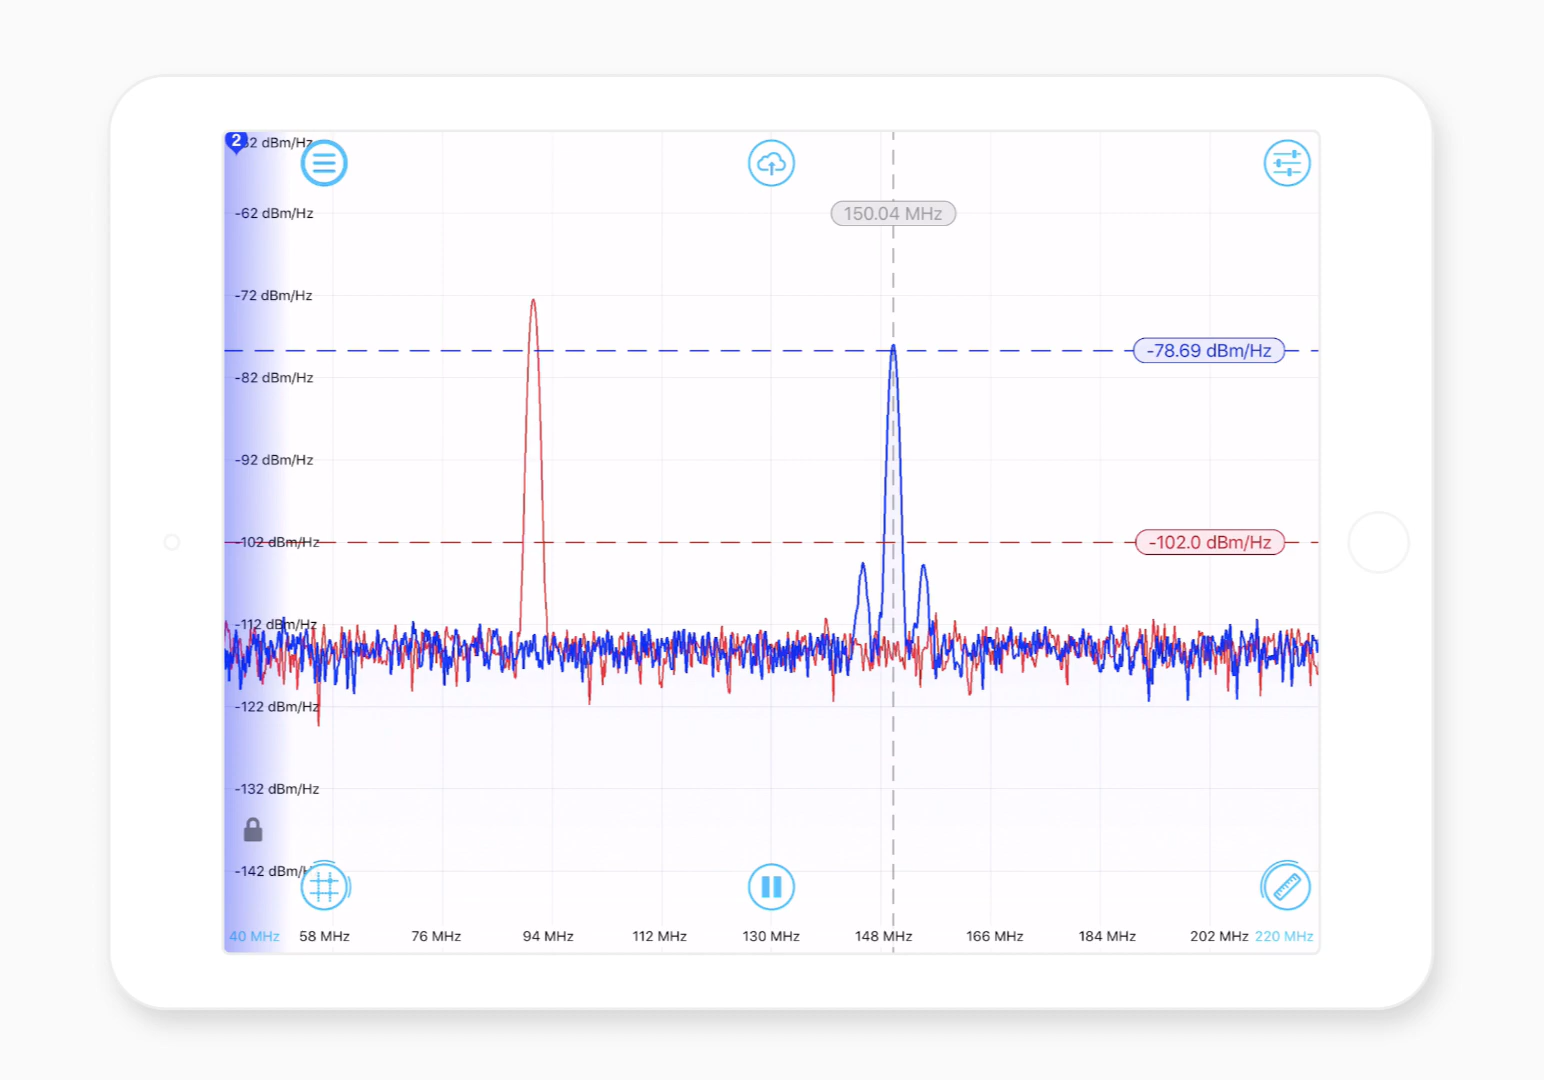 2
52 dBm/Hz
-62 dBm/Hz
150.04 MHz
-72 dBm/Hz
-78.69 dBm/Hz
-82 dBm/Hz
-92 dBm/Hz
-102 dBm/Hz
-102.0 dBm/Hz
-112 dBm/Hz
-122 dBm/Hz
-132 dBm/Hz
-142 dBm/H
40 MHz 58 MHz 76 MHz 94 MHz 112 MHz 130 MHz 148 MHz 166 MHz 184 MHz 202 MHz 220 MHz